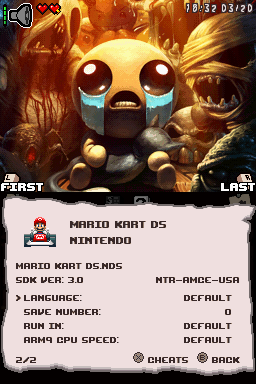 10:32 03/20
L R
FIRST LAST
MARIO KART DS
NINTENDO
MARIO KART DS.NDS
SDK VER: 3.0 NTR-AMCE-USA
> LANGUAGE: DEFAULT
SAVE NUMBER: 0
RUN IN: DEFAULT
ARM9 CPU SPEED: DEFAULT
2/2 CHEATS BACK